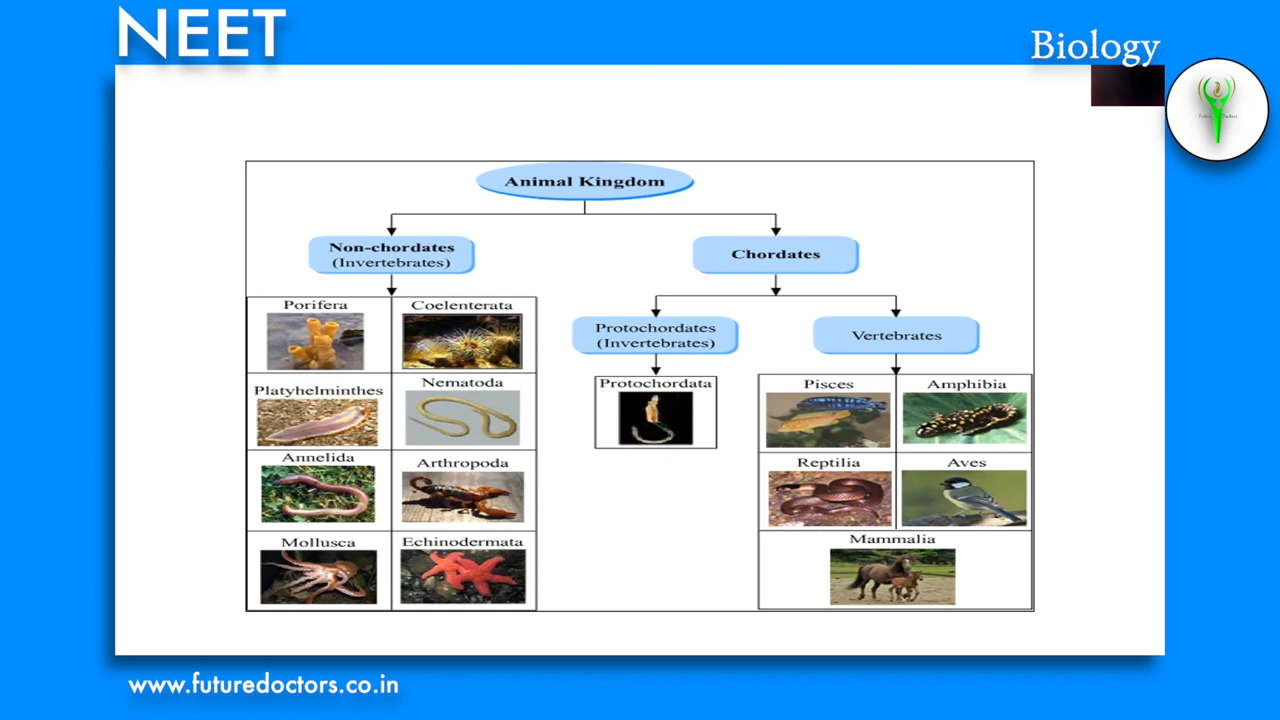 NEET
Biology
Animal Kingdom
Non-chordates
(Invertebrates)
Chordates
Porifera
Coelenterata
Platyhelminthes
Nematoda
Annelida
Arthropoda
Mollusca
Echinodermata
Protochordates
(Invertebrates)
Protochordata
Vertebrates
Pisces
Amphibia
Reptilia
Aves
Mammalia
www.futuredoctors.co.in